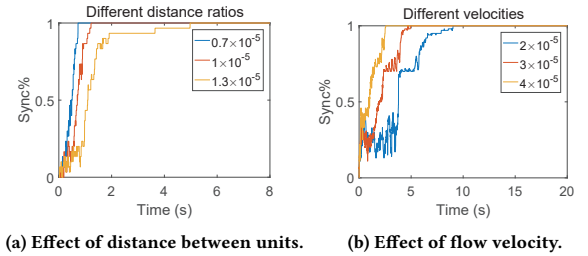 Different distance ratios
1
0.5
0
Sync%
0.7×10⁻⁵
1×10⁻⁵
1.3×10⁻⁵
0 2 4 6 8
Time (s)
(a) Effect of distance between units.
Different velocities
1
0.5
0
Sync%
2×10⁻⁵
3×10⁻⁵
4×10⁻⁵
0 5 10 15 20
Time (s)
(b) Effect of flow velocity.